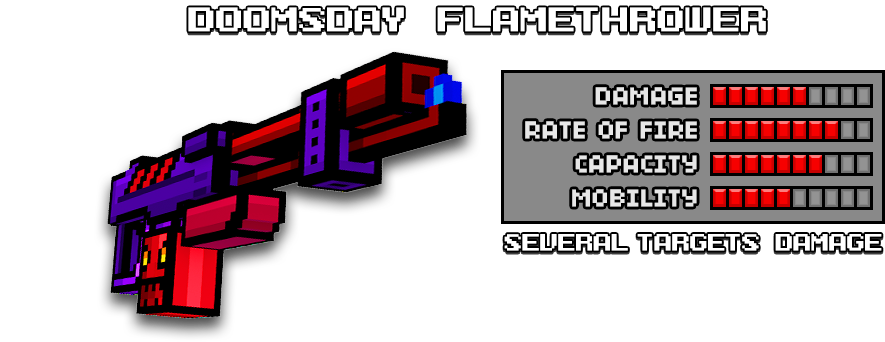 DOOMSDAY FLAMETHROWER
DAMAGE
RATE OF FIRE
CAPACITY
MOBILITY
SEVERAL TARGETS DAMAGE